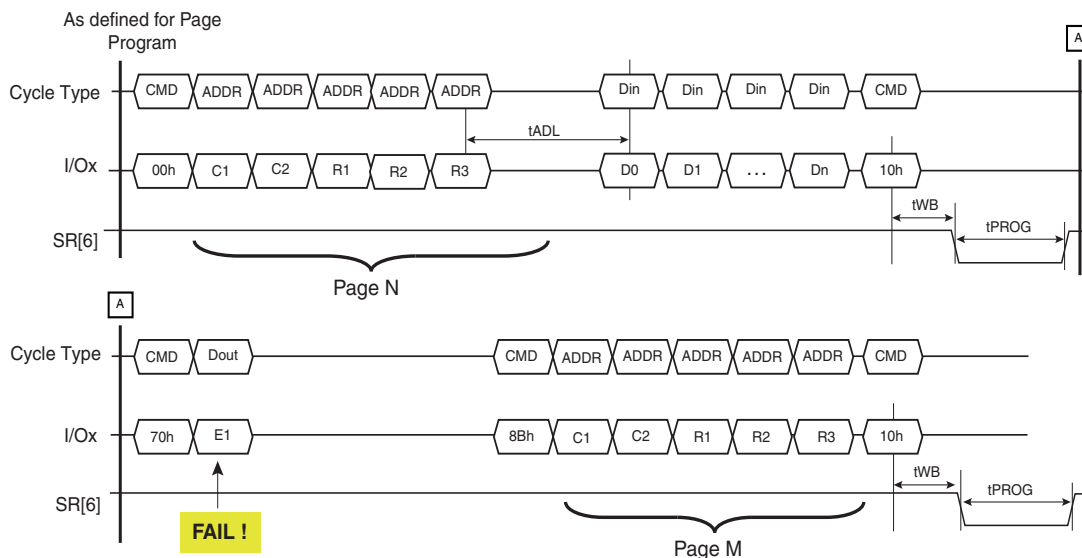 As defined for Page
Program
A
Cycle Type CMD ADDR ADDR ADDR ADDR ADDR Din Din Din Din CMD
tADL
I/Ox 00h C1 C2 R1 R2 R3 D0 D1 ... Dn 10h
tWB
tPROG
SR[6]
Page N
A
Cycle Type CMD Dout CMD ADDR ADDR ADDR ADDR ADDR CMD
I/Ox 70h E1 8Bh C1 C2 R1 R2 R3 10h
tWB
tPROG
SR[6]
FAIL !
Page M